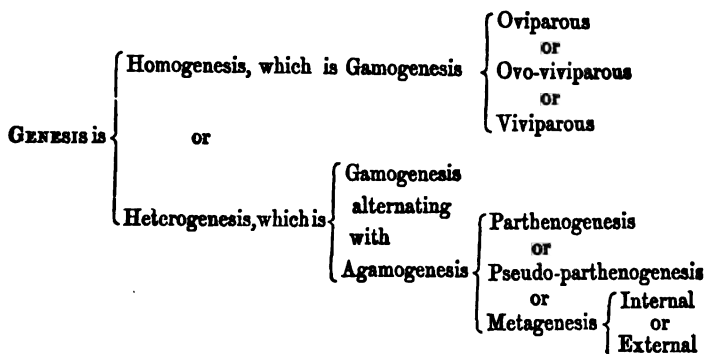 Oviparous
or
Homogenesis, which is Gamogenesis
Ovo-viviparous
or
Viviparous
GENESIS is
or
Gamogenesis
alternating
Heterogenesis, which is
with
Parthenogenesis
or
Agamogenesis
Pseudo-parthenogenesis
or
Metagenesis
Internal
or
External